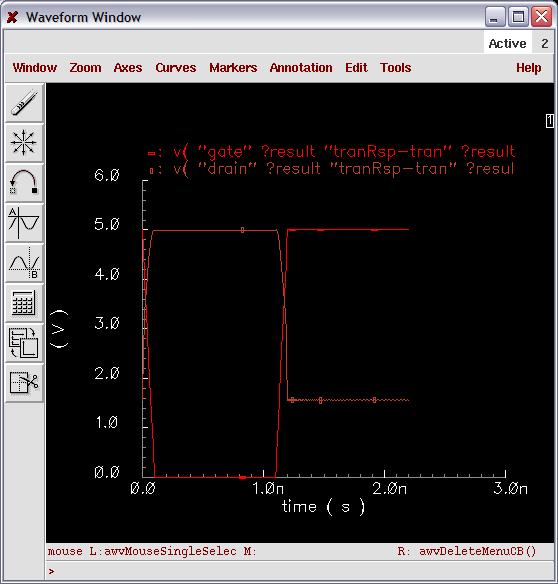 Waveform Window
Active 2
Window Zoom Axes Curves Markers Annotation Edit Tools Help
1
: v( "gate" ?result "tranRsp-tran" ?result
: v( "drain" ?result "tranRsp-tran" ?resul
6.0
5.0
4.0
3.0
2.0
1.0
0.0
( V )
0.0 1.0n 2.0n 3.0n
time ( s )
A
B
mouse L:awvMouseSingleSelec M: R: awvDeleteMenuCB()
>